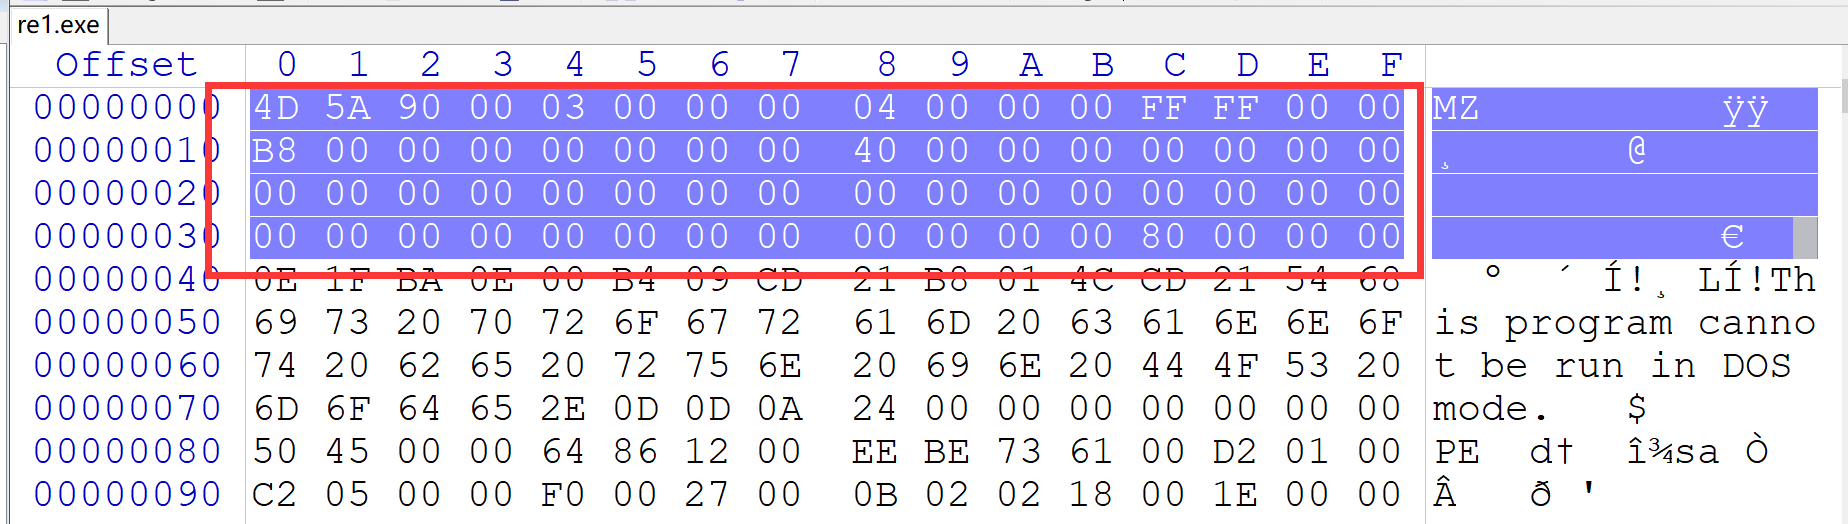 re1.exe
Offset 0 1 2 3 4 5 6 7 8 9 A B C D E F
00000000 4D 5A 90 00 03 00 00 00 04 00 00 00 FF FF 00 00 MZ ÿÿ
00000010 B8 00 00 00 00 00 00 00 40 00 00 00 00 00 00 00 ¸ @
00000020 00 00 00 00 00 00 00 00 00 00 00 00 00 00 00 00
00000030 00 00 00 00 00 00 00 00 00 00 00 00 80 00 00 00 €
00000040 0E 1F BA 0E 00 B4 09 CD 21 B8 01 4C CD 21 54 68 º ´ Í!¸ LÍ!Th
00000050 69 73 20 70 72 6F 67 72 61 6D 20 63 61 6E 6E 6F is program canno
00000060 74 20 62 65 20 72 75 6E 20 69 6E 20 44 4F 53 20 t be run in DOS
00000070 6D 6F 64 65 2E 0D 0D 0A 24 00 00 00 00 00 00 00 mode. $
00000080 50 45 00 00 64 86 12 00 EE BE 73 61 00 D2 01 00 PE d† î¾sa Ò
00000090 C2 05 00 00 F0 00 27 00 0B 02 02 18 00 1E 00 00 Â ð '